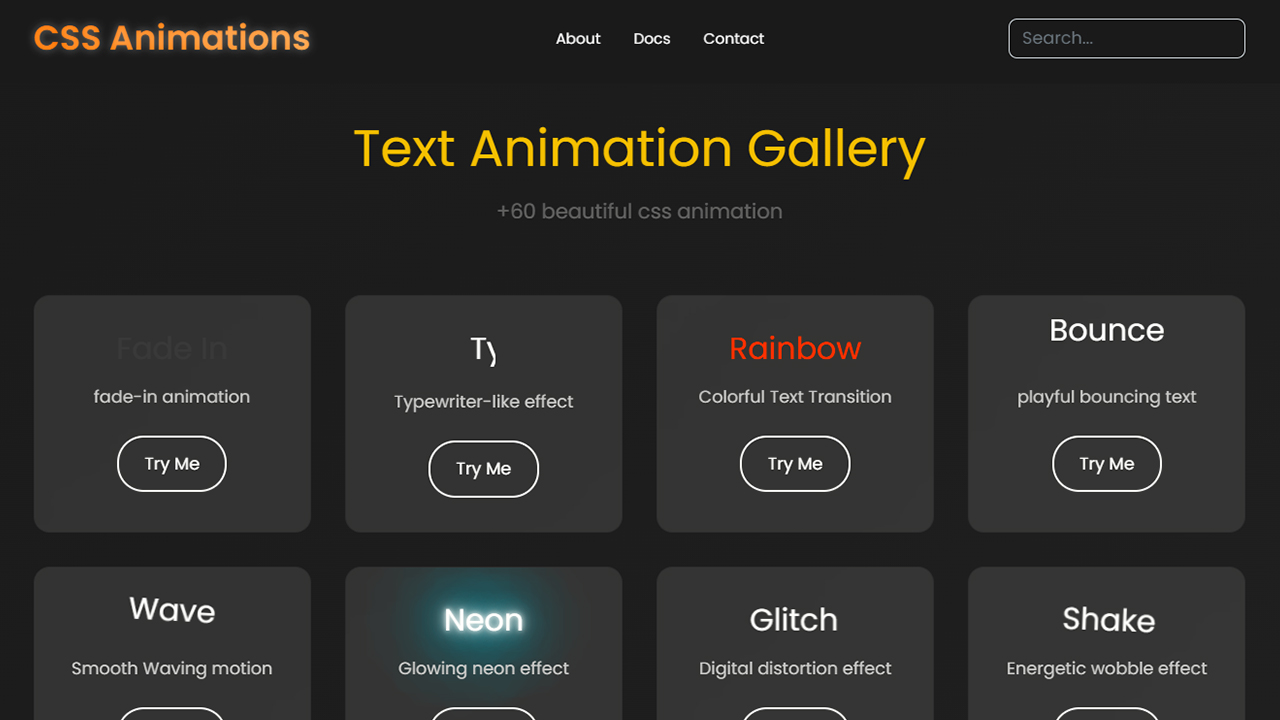 CSS Animations
About Docs Contact
Search...
Text Animation Gallery
+60 beautiful css animation
Fade In
fade-in animation
Try Me
Ty
Typewriter-like effect
Try Me
Rainbow
Colorful Text Transition
Try Me
Bounce
playful bouncing text
Try Me
Wave
Smooth Waving motion
Neon
Glowing neon effect
Glitch
Digital distortion effect
Shake
Energetic wobble effect